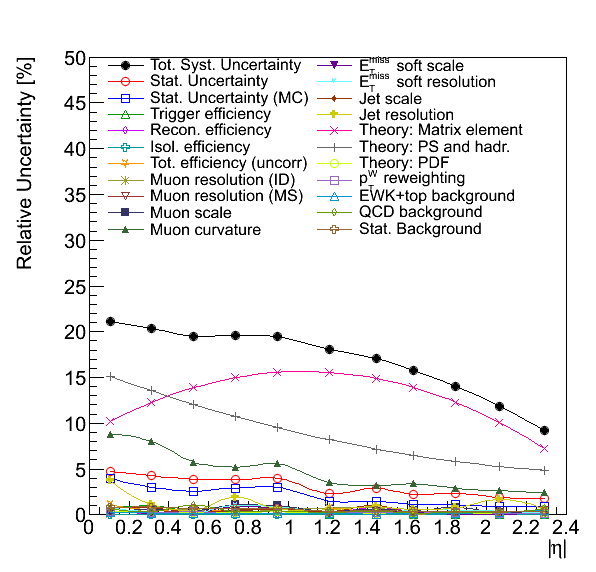 Relative Uncertainty [%]
50
45
40
35
30
25
20
15
10
5
0
Tot. Syst. Uncertainty
Stat. Uncertainty
Stat. Uncertainty (MC)
Trigger efficiency
Recon. efficiency
Isol. efficiency
Tot. efficiency (uncorr)
Muon resolution (ID)
Muon resolution (MS)
Muon scale
Muon curvature
E_T^miss soft scale
E_T^miss soft resolution
Jet scale
Jet resolution
Theory: Matrix element
Theory: PS and hadr.
Theory: PDF
p_T^W reweighting
EWK+top background
QCD background
Stat. Background
0 0.2 0.4 0.6 0.8 1 1.2 1.4 1.6 1.8 2 2.2 2.4
|η|